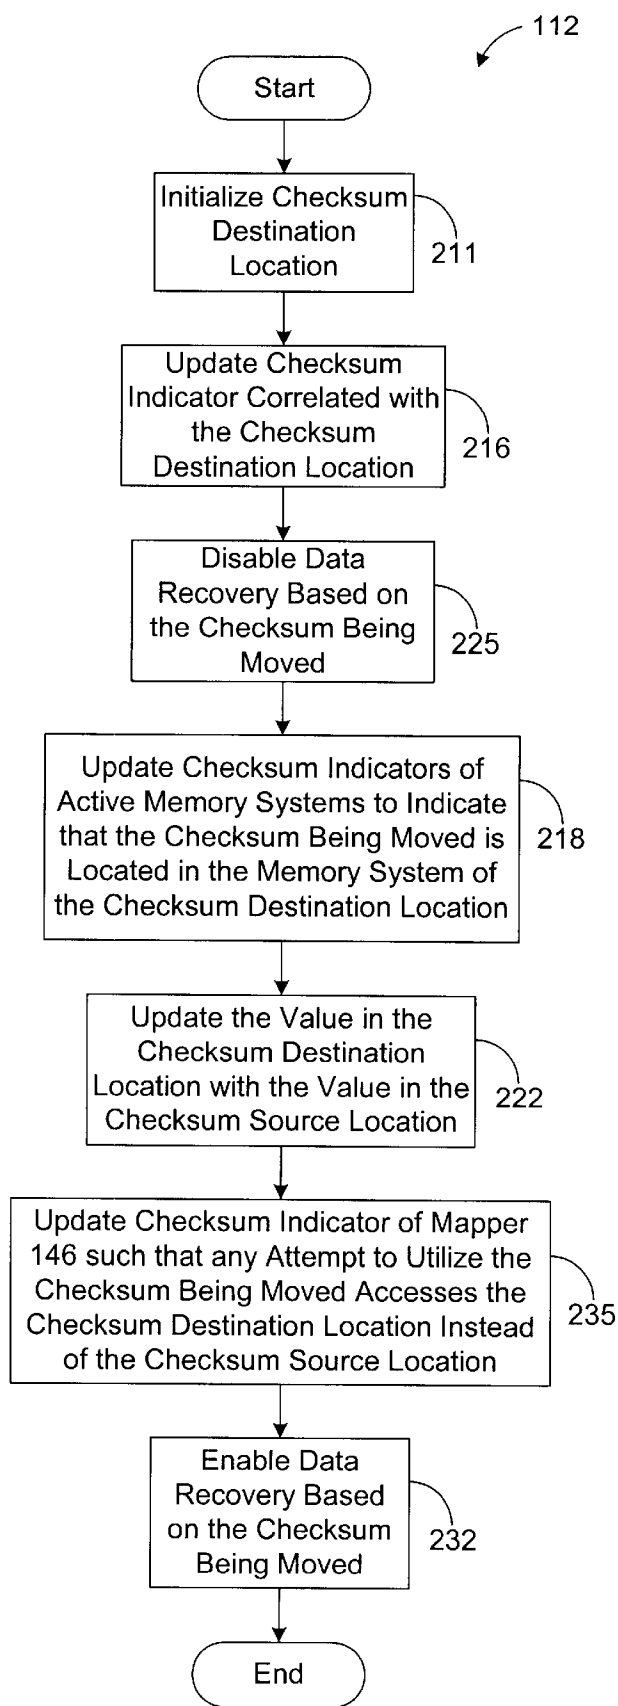 112
Start
Initialize Checksum
Destination
Location
211
Update Checksum
Indicator Correlated with
the Checksum
Destination Location
216
Disable Data
Recovery Based on
the Checksum Being
Moved
225
Update Checksum Indicators of
Active Memory Systems to Indicate
that the Checksum Being Moved is
Located in the Memory System of
the Checksum Destination Location
218
Update the Value in the
Checksum Destination
Location with the Value in the
Checksum Source Location
222
Update Checksum Indicator of Mapper
146 such that any Attempt to Utilize the
Checksum Being Moved Accesses the
Checksum Destination Location Instead
of the Checksum Source Location
235
Enable Data
Recovery Based
on the Checksum
Being Moved
232
End